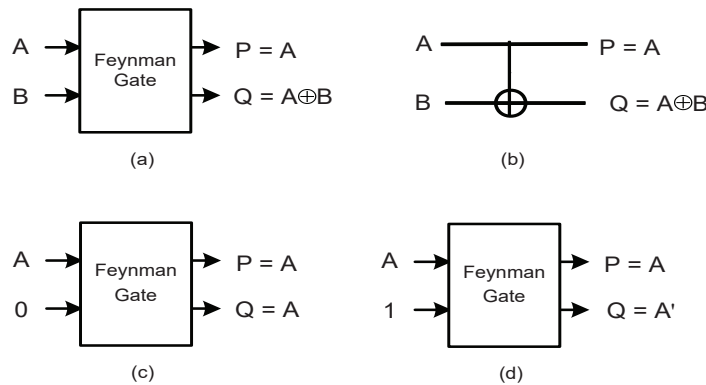 A
Feynman
Gate
P = A
B
Q = A⊕B
(a)
A
P = A
B
Q = A⊕B
(b)
A
Feynman
Gate
P = A
0
Q = A
(c)
A
Feynman
Gate
P = A
1
Q = A'
(d)